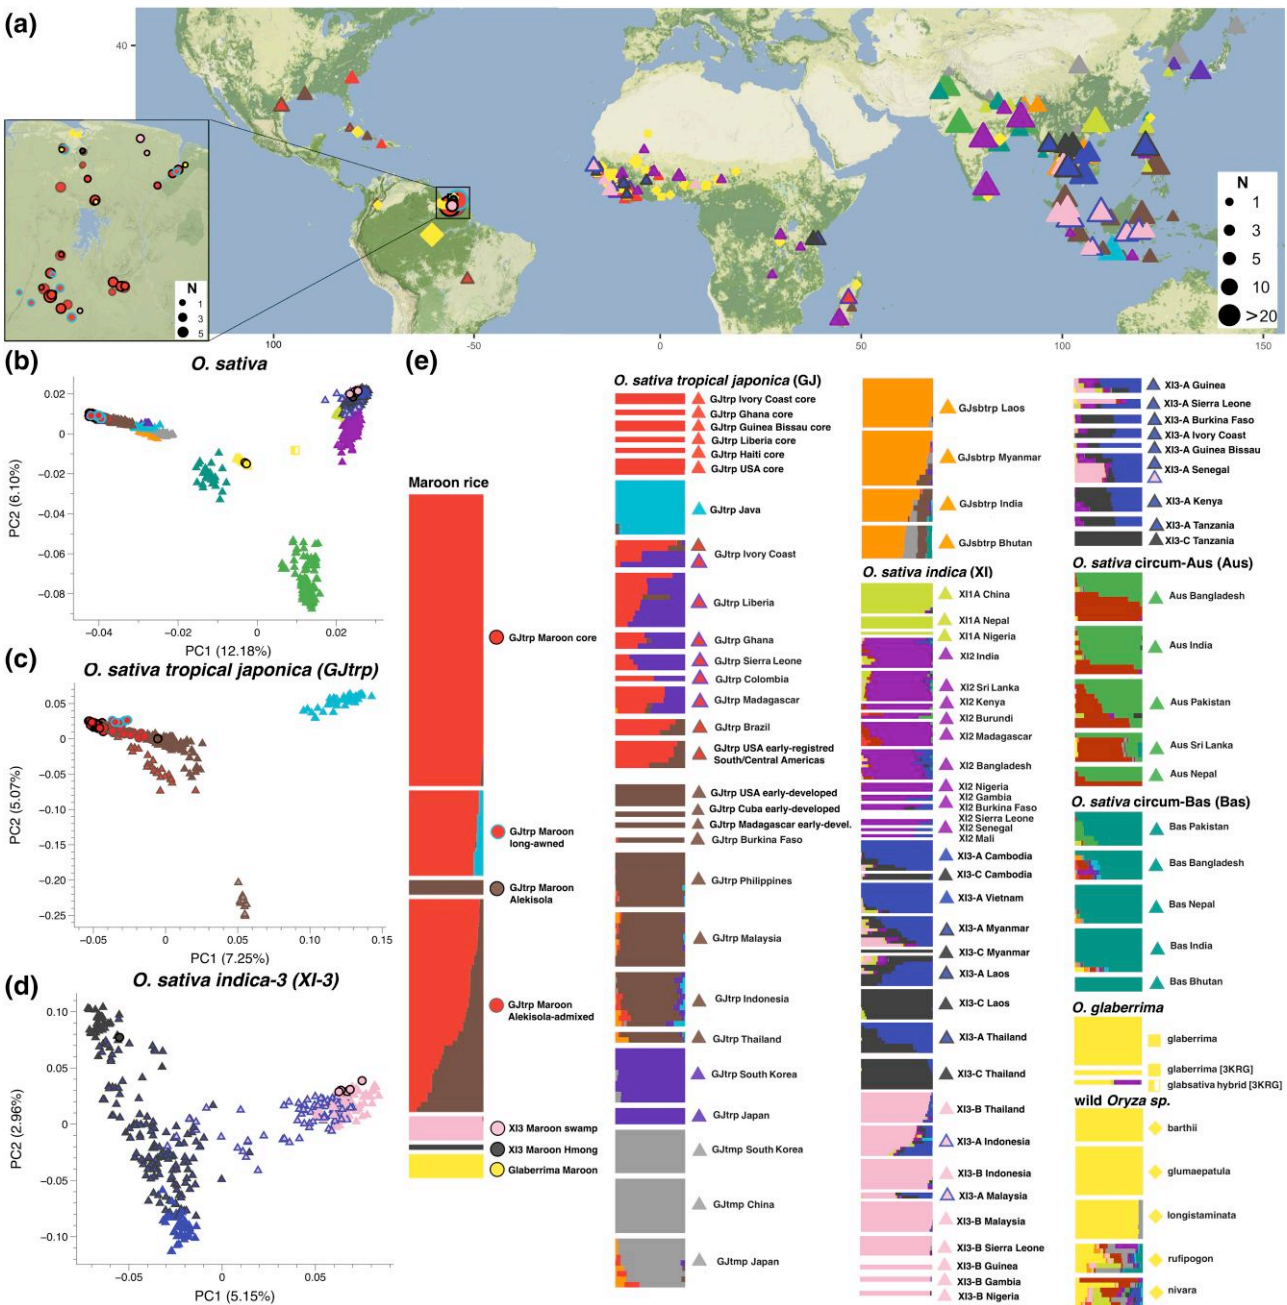 (a)
40
N
1
3
5
N
1
3
5
10
>20
100
-50
0
50
100
150
(b)
O. sativa
0.02
0
−0.02
−0.04
−0.06
−0.08
PC2 (6.10%)
−0.04
−0.02
0
0.02
PC1 (12.18%)
(c)
O. sativa tropical japonica (GJtrp)
0.05
0
−0.05
−0.10
−0.15
−0.20
−0.25
PC2 (5.07%)
−0.05
0
0.05
0.10
0.15
PC1 (7.25%)
(d)
O. sativa indica-3 (XI-3)
0.10
0.05
0
−0.05
−0.10
PC2 (2.96%)
−0.05
0
0.05
PC1 (5.15%)
(e)
Maroon rice
GJtrp Maroon core
GJtrp Maroon
long-awned
GJtrp Maroon
Alekisola
GJtrp Maroon
Alekisola-admixed
XI3 Maroon swamp
XI3 Maroon Hmong
Glaberrima Maroon
O. sativa tropical japonica (GJ)
GJtrp Ivory Coast core
GJtrp Ghana core
GJtrp Guinea Bissau core
GJtrp Liberia core
GJtrp Haiti core
GJtrp USA core
GJtrp Java
GJtrp Ivory Coast
GJtrp Liberia
GJtrp Ghana
GJtrp Sierra Leone
GJtrp Colombia
GJtrp Madagascar
GJtrp Brazil
GJtrp USA early-registred
South/Central Americas
GJtrp USA early-developed
GJtrp Cuba early-developed
GJtrp Madagascar early-devel.
GJtrp Burkina Faso
GJtrp Philippines
GJtrp Malaysia
GJtrp Indonesia
GJtrp Thailand
GJtrp South Korea
GJtrp Japan
GJtmp South Korea
GJtmp China
GJtmp Japan
GJsbtrp Laos
GJsbtrp Myanmar
GJsbtrp India
GJsbtrp Bhutan
O. sativa indica (XI)
XI1A China
XI1A Nepal
XI1A Nigeria
XI2 India
XI2 Sri Lanka
XI2 Kenya
XI2 Burundi
XI2 Madagascar
XI2 Bangladesh
XI2 Nigeria
XI2 Gambia
XI2 Burkina Faso
XI2 Sierra Leone
XI2 Senegal
XI2 Mali
XI3-A Cambodia
XI3-C Cambodia
XI3-A Vietnam
XI3-A Myanmar
XI3-C Myanmar
XI3-A Laos
XI3-C Laos
XI3-A Thailand
XI3-C Thailand
XI3-B Thailand
XI3-A Indonesia
XI3-B Indonesia
XI3-A Malaysia
XI3-B Malaysia
XI3-B Sierra Leone
XI3-B Guinea
XI3-B Gambia
XI3-B Nigeria
XI3-A Guinea
XI3-A Sierra Leone
XI3-A Burkina Faso
XI3-A Ivory Coast
XI3-A Guinea Bissau
XI3-A Senegal
XI3-A Kenya
XI3-A Tanzania
XI3-C Tanzania
O. sativa circum-Aus (Aus)
Aus Bangladesh
Aus India
Aus Pakistan
Aus Sri Lanka
Aus Nepal
O. sativa circum-Bas (Bas)
Bas Pakistan
Bas Bangladesh
Bas Nepal
Bas India
Bas Bhutan
O. glaberrima
glaberrima
glaberrima [3KRG]
glabsativa hybrid [3KRG]
wild Oryza sp.
barthii
glumaepatula
longistaminata
rufipogon
nivara